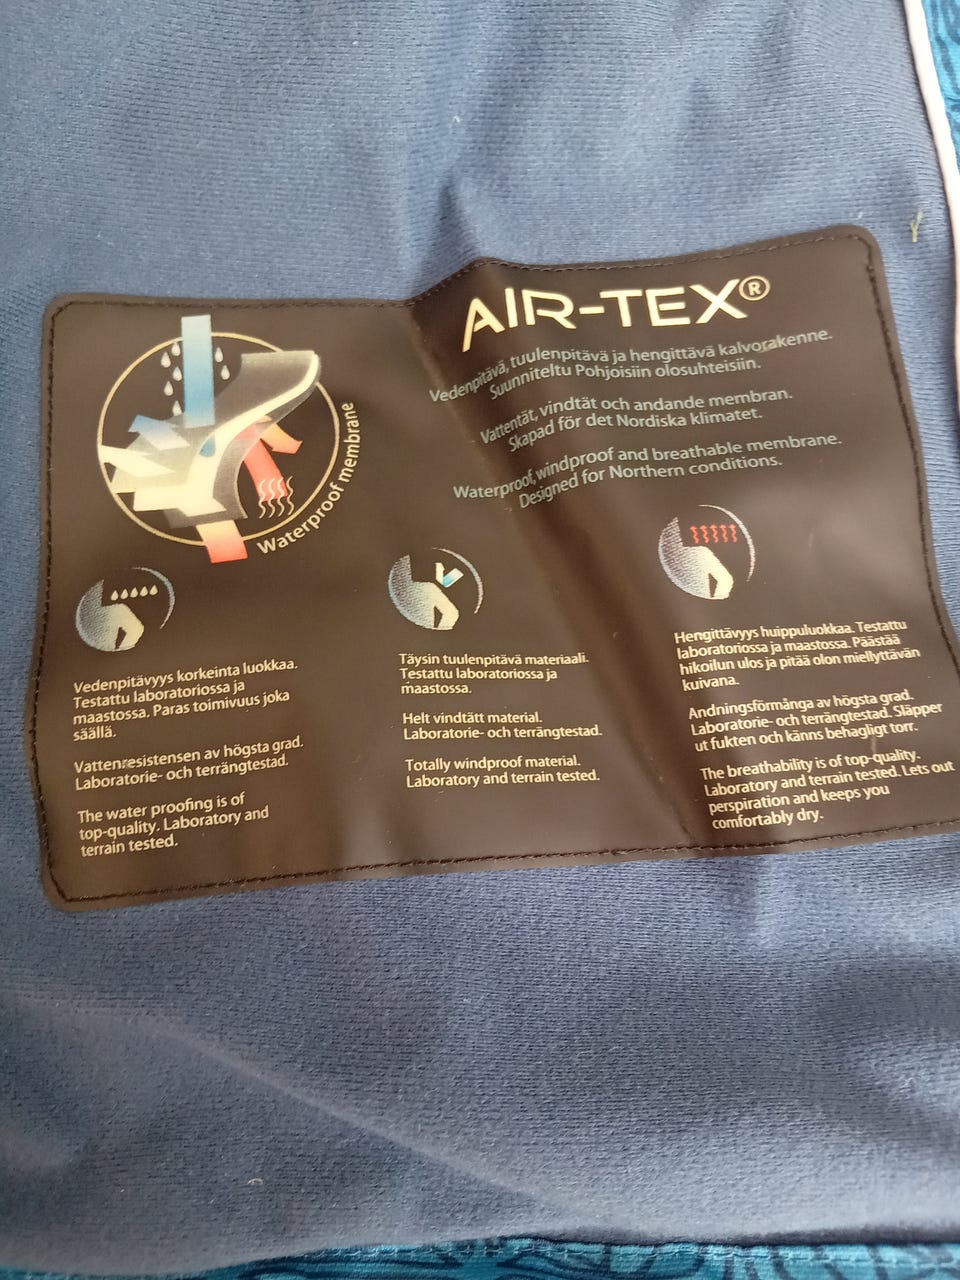 AIR-TEX®
Vedenpitävä, tuulenpitävä ja hengittävä kalvorakenne.
Suunniteltu Pohjoisiin olosuhteisiin.
Vattentät, vindtät och andande membran.
Skapad för det Nordiska klimatet.
Waterproof, windproof and breathable membrane.
Designed for Northern conditions.
Waterproof membrane
Vedenpitävyys korkeinta luokkaa.
Testattu laboratoriossa ja
maastossa. Paras toimivuus joka
säällä.
Vattenresistensen av högsta grad.
Laboratorie- och terrängtestad.
The water proofing is of
top-quality. Laboratory and
terrain tested.
Täysin tuulenpitävä materiaali.
Testattu laboratoriossa ja
maastossa.
Helt vindtätt material.
Laboratorie- och terrängtestad.
Totally windproof material.
Laboratory and terrain tested.
Hengittävyys huippuluokkaa. Testattu
laboratoriossa ja maastossa. Päästää
hikoilun ulos ja pitää olon miellyttävän
kuivana.
Andningsförmånga av högsta grad.
Laboratorie- och terrängtestad. Släpper
ut fukten och känns behagligt torr.
The breathability is of top-quality.
Laboratory and terrain tested. Lets out
perspiration and keeps you
comfortably dry.